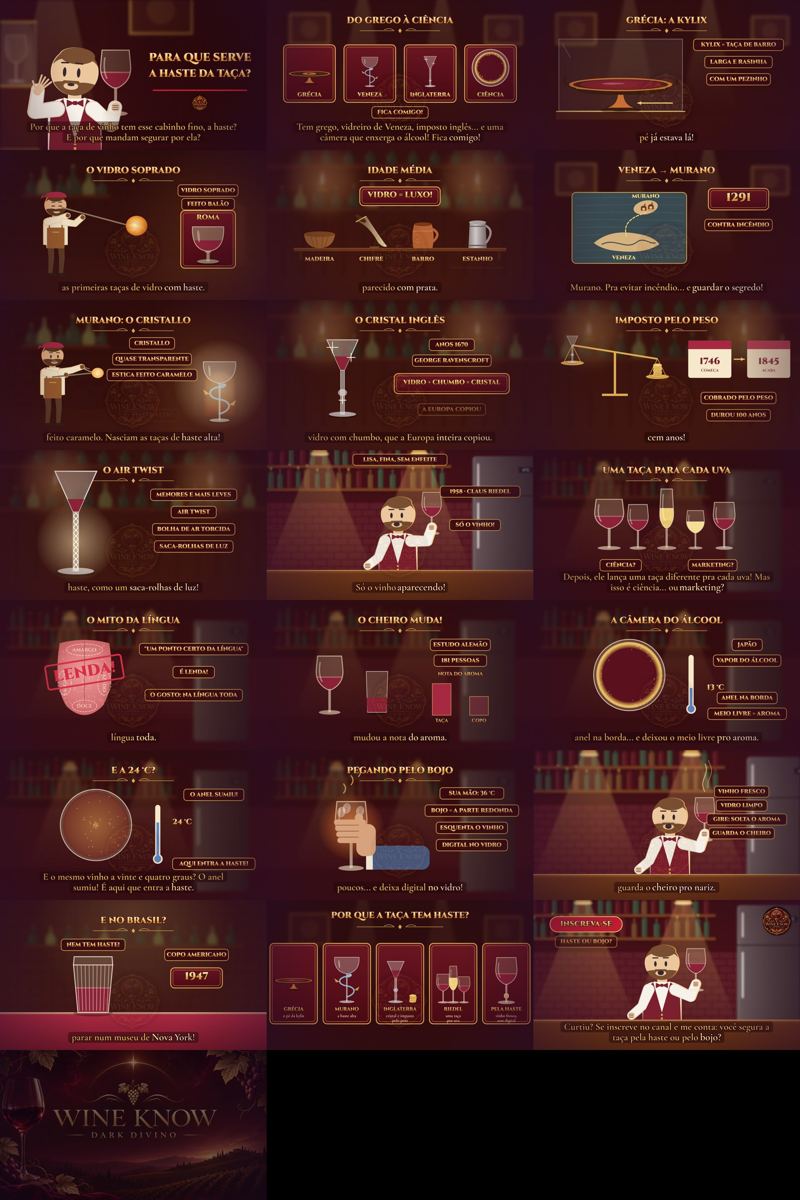 PARA QUE SERVE
A HASTE DA TAÇA?
Por que a taça de vinho tem esse cabinho fino, a haste?
E por que mandam segurar por ela?
DO GREGO À CIÊNCIA
GRÉCIA
VENEZA
INGLATERRA
CIÊNCIA
FICA COMIGO!
Tem grego, vidreiro de Veneza, imposto inglês... e uma
câmera que enxerga o álcool! Fica comigo!
GRÉCIA: A KYLIX
KYLIX = TAÇA DE BARRO
LARGA E RASINHA
COM UM PEZINHO
pé já estava lá!
O VIDRO SOPRADO
VIDRO SOPRADO
FEITO BALÃO
ROMA
as primeiras taças de vidro com haste.
IDADE MÉDIA
VIDRO = LUXO!
MADEIRA
CHIFRE
BARRO
ESTANHO
parecido com prata.
VENEZA → MURANO
MURANO
VENEZA
1291
CONTRA INCÊNDIO
Murano. Pra evitar incêndio... e guardar o segredo!
MURANO: O CRISTALLO
CRISTALLO
QUASE TRANSPARENTE
ESTICA FEITO CARAMELO
feito caramelo. Nasciam as taças de haste alta!
O CRISTAL INGLÊS
ANOS 1670
GEORGE RAVENSCROFT
VIDRO + CHUMBO = CRISTAL
A EUROPA COPIOU
vidro com chumbo, que a Europa inteira copiou.
IMPOSTO PELO PESO
1746
COMEÇA
1845
ACABA
COBRADO PELO PESO
DUROU 100 ANOS
cem anos!
O AIR TWIST
MENORES E MAIS LEVES
AIR TWIST
BOLHA DE AR TORCIDA
SACA-ROLHAS DE LUZ
haste, como um saca-rolhas de luz!
LISA, FINA, SEM ENFEITE
1958 · CLAUS RIEDEL
SÓ O VINHO!
Só o vinho aparecendo!
UMA TAÇA PARA CADA UVA
CIÊNCIA?
MARKETING?
Depois, ele lança uma taça diferente pra cada uva! Mas
isso é ciência... ou marketing?
O MITO DA LÍNGUA
AMARGO
LENDA!
DOCE
"UM PONTO CERTO DA LÍNGUA"
É LENDA!
O GOSTO: NA LÍNGUA TODA
língua toda.
O CHEIRO MUDA!
ESTUDO ALEMÃO
181 PESSOAS
NOTA DO AROMA
TAÇA
COPO
mudou a nota do aroma.
A CÂMERA DO ÁLCOOL
JAPÃO
VAPOR DO ÁLCOOL
13 °C
ANEL NA BORDA
MEIO LIVRE = AROMA
anel na borda... e deixou o meio livre pro aroma.
E A 24 °C?
O ANEL SUMIU!
24 °C
AQUI ENTRA A HASTE!
E o mesmo vinho a vinte e quatro graus? O anel
sumiu! É aqui que entra a haste.
PEGANDO PELO BOJO
SUA MÃO: 36 °C
BOJO = A PARTE REDONDA
ESQUENTA O VINHO
DIGITAL NO VIDRO
poucos... e deixa digital no vidro!
VINHO FRESCO
VIDRO LIMPO
GIRE: SOLTA O AROMA
GUARDA O CHEIRO
guarda o cheiro pro nariz.
E NO BRASIL?
NEM TEM HASTE!
COPO AMERICANO
1947
parar num museu de Nova York!
POR QUE A TAÇA TEM HASTE?
GRÉCIA
o pé da kylix
MURANO
a haste alta
INGLATERRA
cristal e imposto
pelo peso
RIEDEL
uma taça
por uva
PELA HASTE
vinho fresco,
sem digital
INSCREVA-SE
HASTE OU BOJO?
Curtiu? Se inscreve no canal e me conta: você segura a
taça pela haste ou pelo bojo?
WINE KNOW
DARK DIVINO